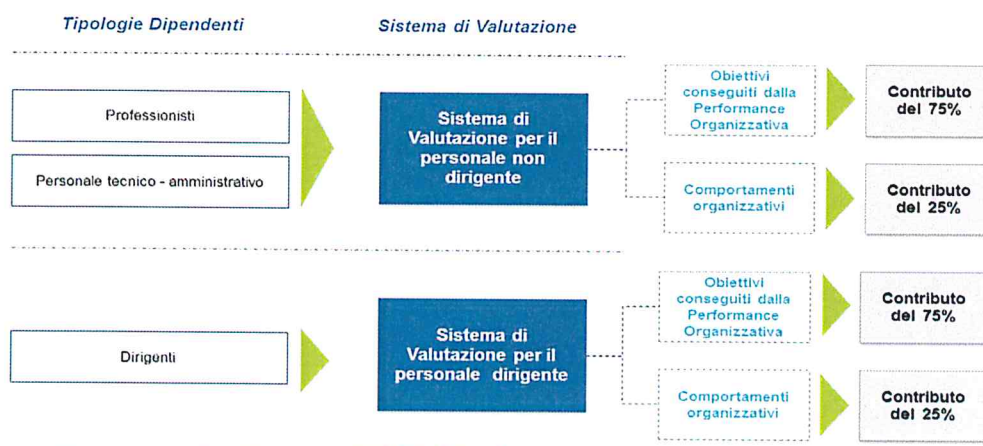 Tipologie Dipendenti
Sistema di Valutazione
Professionisti
Personale tecnico - amministrativo
Sistema di
Valutazione per il
personale non
dirigente
Obiettivi
conseguiti dalla
Performance
Organizzativa
Contributo
del 75%
Comportamenti
organizzativi
Contributo
del 25%
Dirigenti
Sistema di
Valutazione per il
personale dirigente
Obiettivi
conseguiti dalla
Performance
Organizzativa
Contributo
del 75%
Comportamenti
organizzativi
Contributo
del 25%